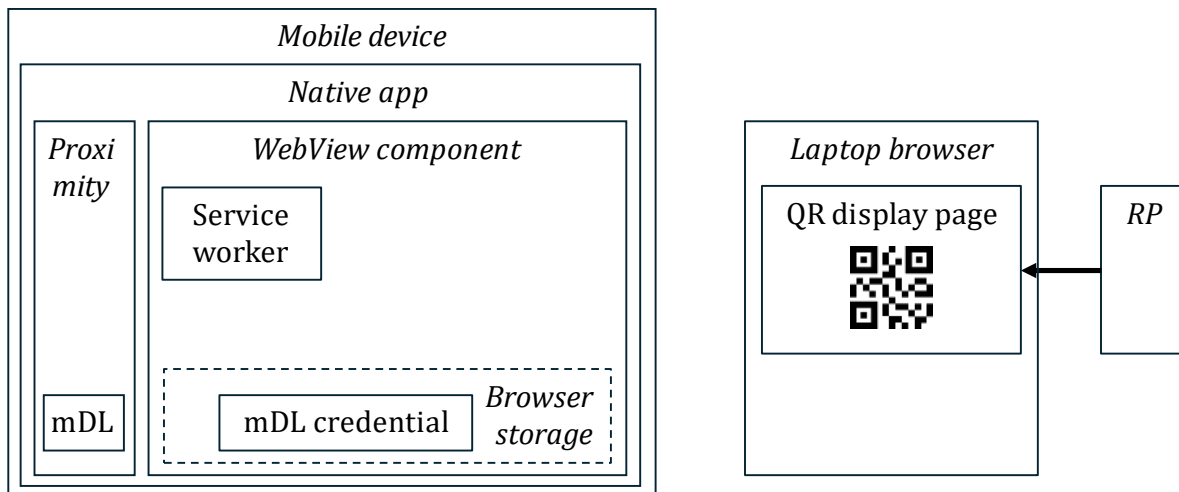 Mobile device
Native app
Proxi
mity
mDL
WebView component
Service
worker
mDL credential
Browser
storage
Laptop browser
QR display page
RP